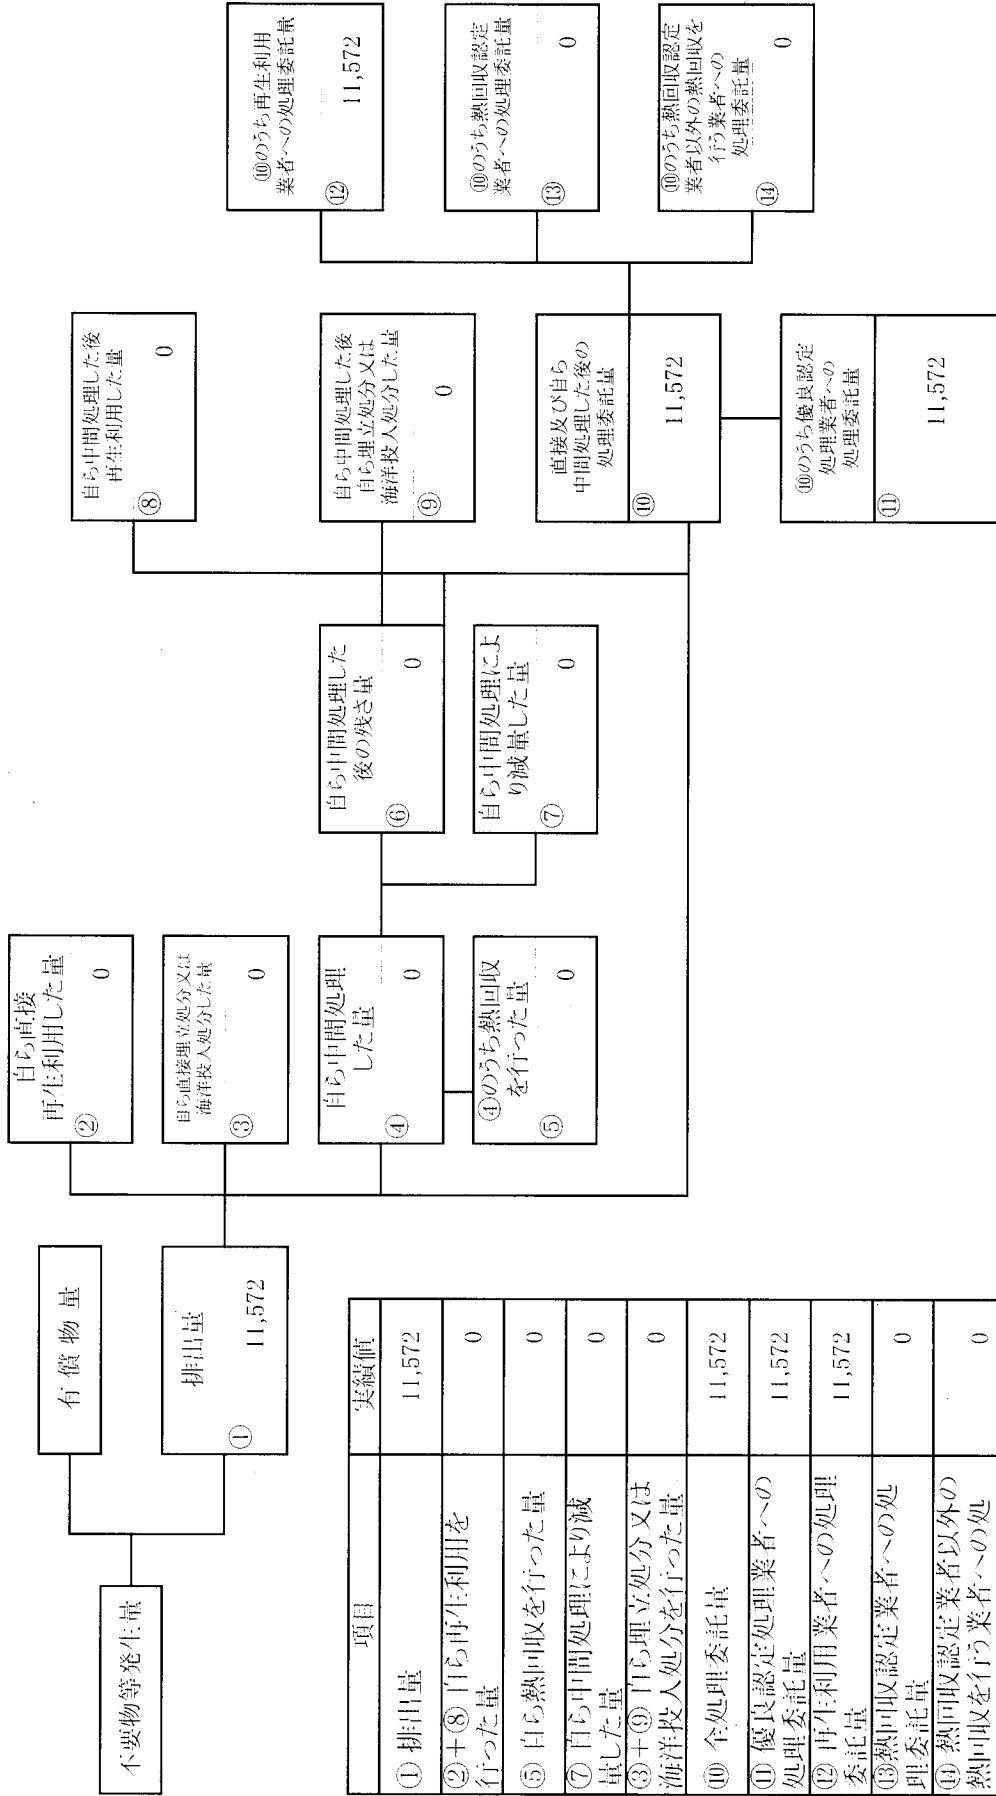 不要物等発生量
有償物量
排出量
①
11,572
自ら直接
再生利用した量
②
0
自ら直接埋立処分又は
海洋投入処分した量
③
0
自ら中間処理
した量
④
0
④のうち熱回収
を行った量
⑤
0
自ら中間処理した
後の残さ量
⑥
0
自ら中間処理によ
り減量した量
⑦
0
自ら中間処理した後
再生利用した量
⑧
0
自ら中間処理した後
自ら埋立処分又は
海洋投入処分した量
⑨
0
直接及び自ら
中間処理した後の
処理委託量
⑩
11,572
⑩のうち優良認定
処理業者への
処理委託量
⑪
11,572
⑩のうち再生利用
業者への処理委託量
⑫
11,572
⑩のうち熱回収認定
業者への処理委託量
⑬
0
⑩のうち熱回収認定
業者以外の熱回収を
行う業者への
処理委託量
⑭
0
項目 実績値
①排出量 11,572
②+⑧自ら再生利用を
行った量 0
⑤自ら熱回収を行った量 0
⑦自ら中間処理により減
量した量 0
③+⑨自ら埋立処分又は
海洋投入処分を行った量 0
⑩全処理委託量 11,572
⑪優良認定処理業者への
処理委託量 11,572
⑫再生利用業者への処理
委託量 11,572
⑬熱回収認定業者への処
理委託量 0
⑭熱回収認定業者以外の
熱回収を行う業者への処 0